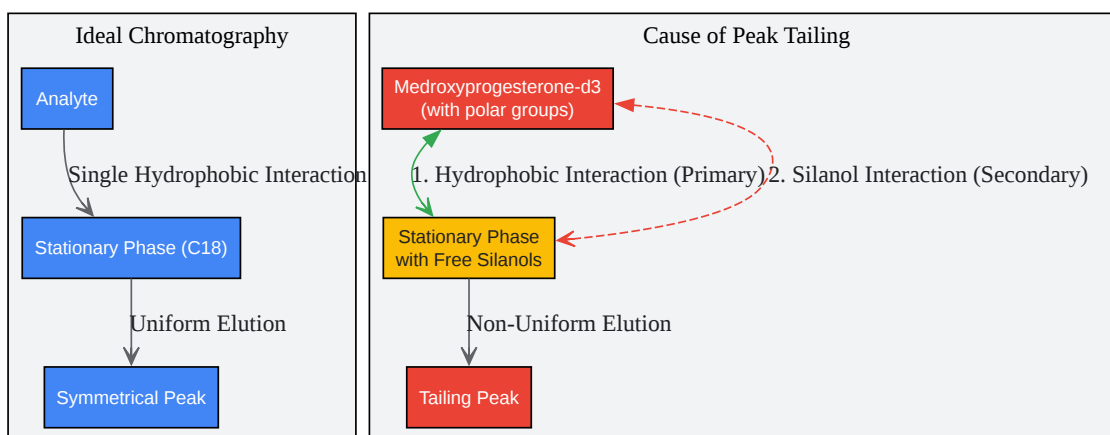 Ideal Chromatography
Analyte
Single Hydrophobic Interaction
Stationary Phase (C18)
Uniform Elution
Symmetrical Peak
Cause of Peak Tailing
Medroxyprogesterone-d3
(with polar groups)
1. Hydrophobic Interaction (Primary)
2. Silanol Interaction (Secondary)
Stationary Phase
with Free Silanols
Non-Uniform Elution
Tailing Peak